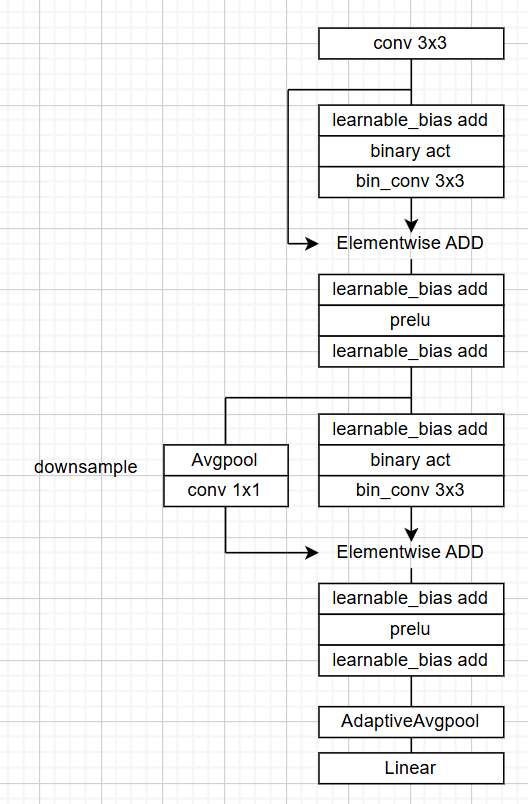 conv 3x3
learnable_bias add
binary act
bin_conv 3x3
Elementwise ADD
learnable_bias add
prelu
learnable_bias add
learnable_bias add
binary act
bin_conv 3x3
downsample
Avgpool
conv 1x1
Elementwise ADD
learnable_bias add
prelu
learnable_bias add
AdaptiveAvgpool
Linear